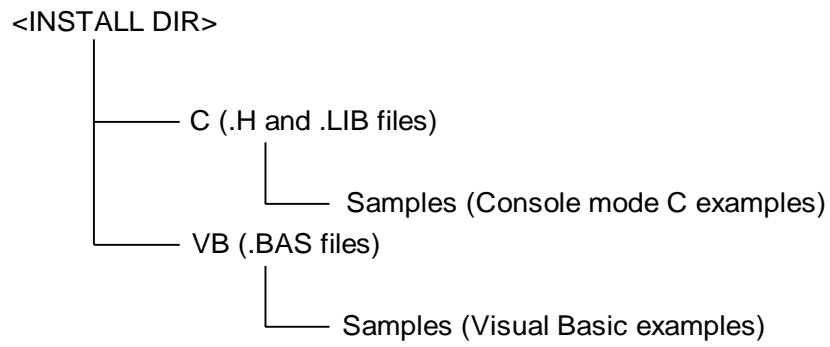 <INSTALL DIR>
C (.H and .LIB files)
Samples (Console mode C examples)
VB (.BAS files)
Samples (Visual Basic examples)